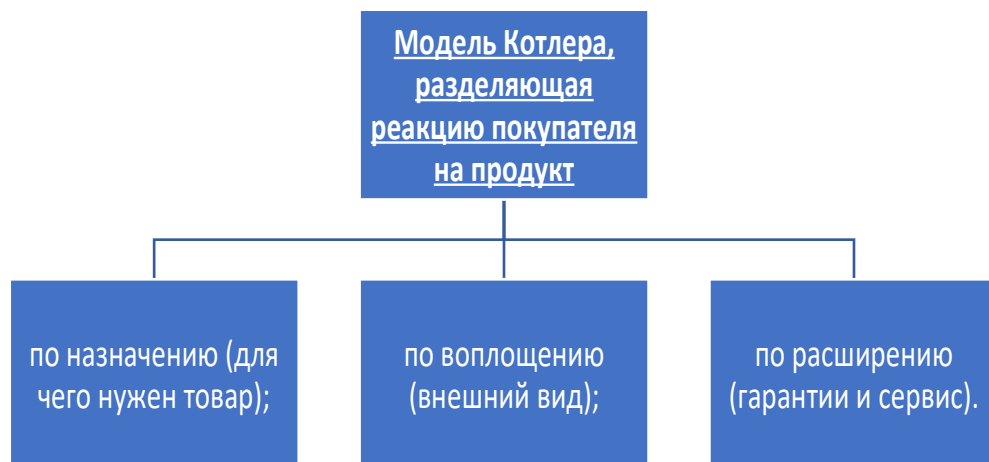 Модель Котлера,
разделяющая
реакцию покупателя
на продукт
по назначению (для
чего нужен товар);
по воплощению
(внешний вид);
по расширению
(гарантии и сервис).